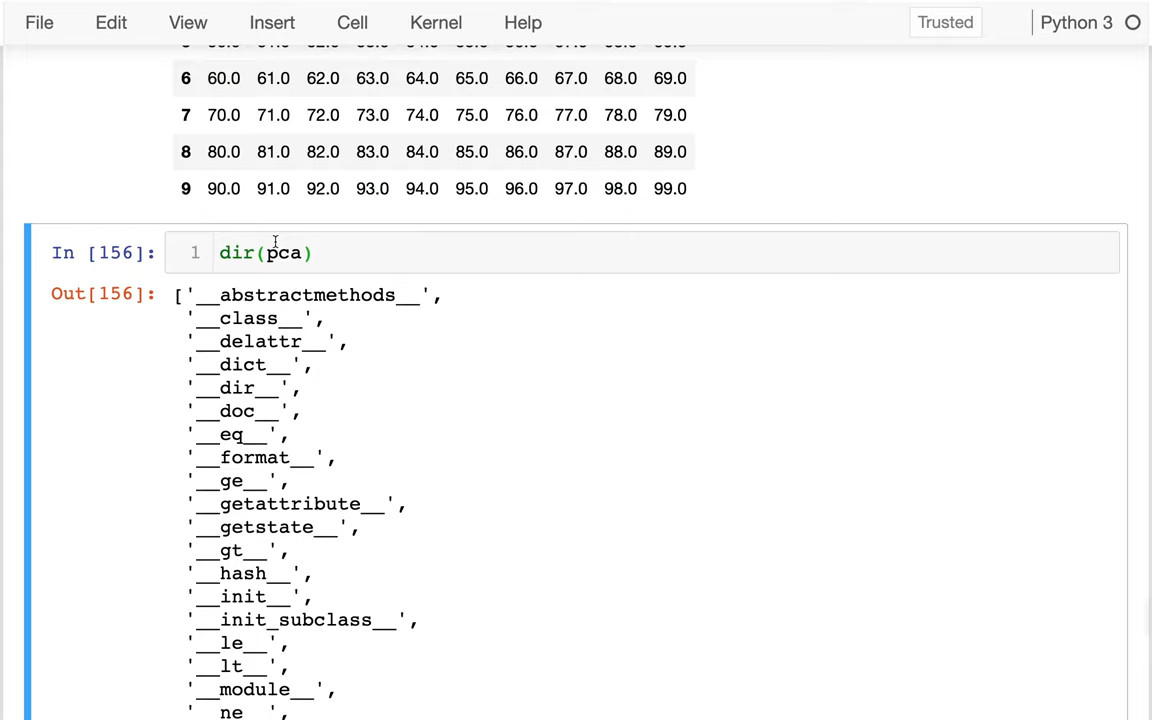 File Edit View Insert Cell Kernel Help Trusted Python 3
6 60.0 61.0 62.0 63.0 64.0 65.0 66.0 67.0 68.0 69.0
7 70.0 71.0 72.0 73.0 74.0 75.0 76.0 77.0 78.0 79.0
8 80.0 81.0 82.0 83.0 84.0 85.0 86.0 87.0 88.0 89.0
9 90.0 91.0 92.0 93.0 94.0 95.0 96.0 97.0 98.0 99.0
In [156]: 1 dir(pca)
Out[156]: ['__abstractmethods__',
'__class__',
'__delattr__',
'__dict__',
'__dir__',
'__doc__',
'__eq__',
'__format__',
'__ge__',
'__getattribute__',
'__getstate__',
'__gt__',
'__hash__',
'__init__',
'__init_subclass__',
'__le__',
'__lt__',
'__module__',
'__ne__',